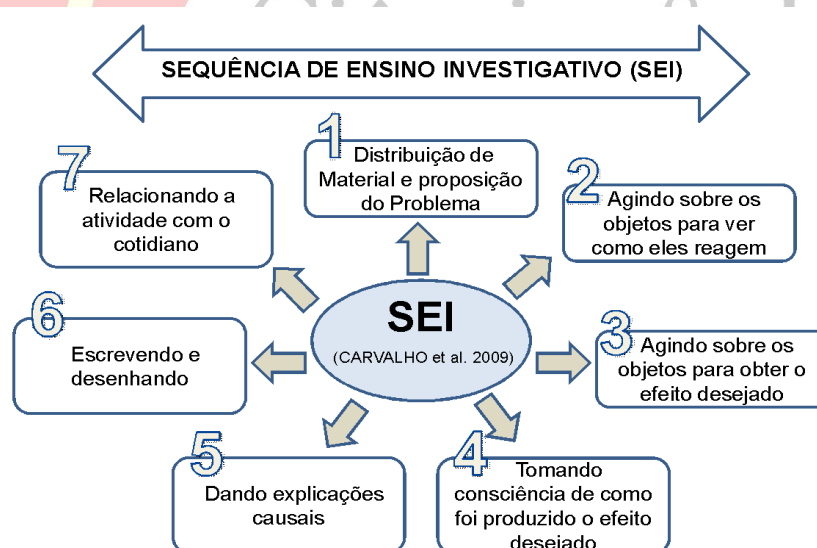 SEQUÊNCIA DE ENSINO INVESTIGATIVO (SEI)
1
Distribuição de
Material e proposição
do Problema
2
Agindo sobre os
objetos para ver
como eles reagem
3
Agindo sobre os
objetos para obter o
efeito desejado
4
Tomando
consciência de como
foi produzido o efeito
desejado
5
Dando explicações
causais
6
Escrevendo e
desenhando
7
Relacionando a
atividade com o
cotidiano
SEI
(CARVALHO et al. 2009)